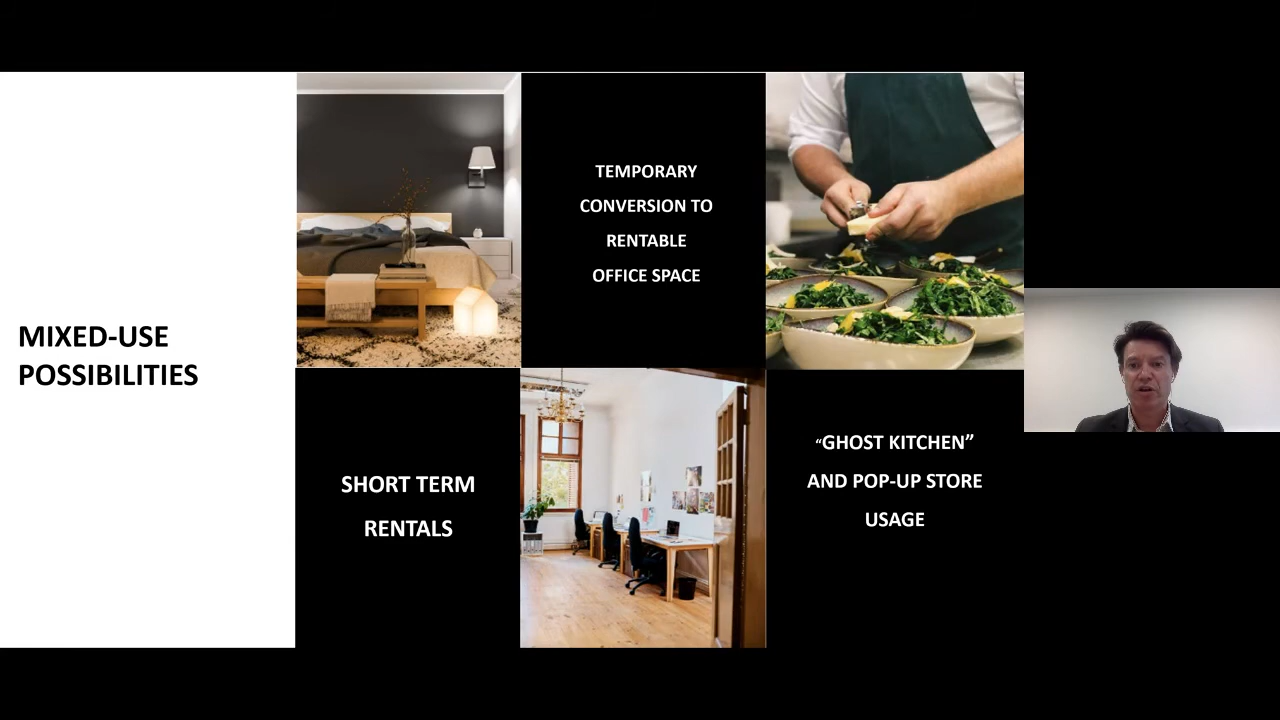 MIXED-USE
POSSIBILITIES
TEMPORARY
CONVERSION TO
RENTABLE
OFFICE SPACE
SHORT TERM
RENTALS
“GHOST KITCHEN”
AND POP-UP STORE
USAGE